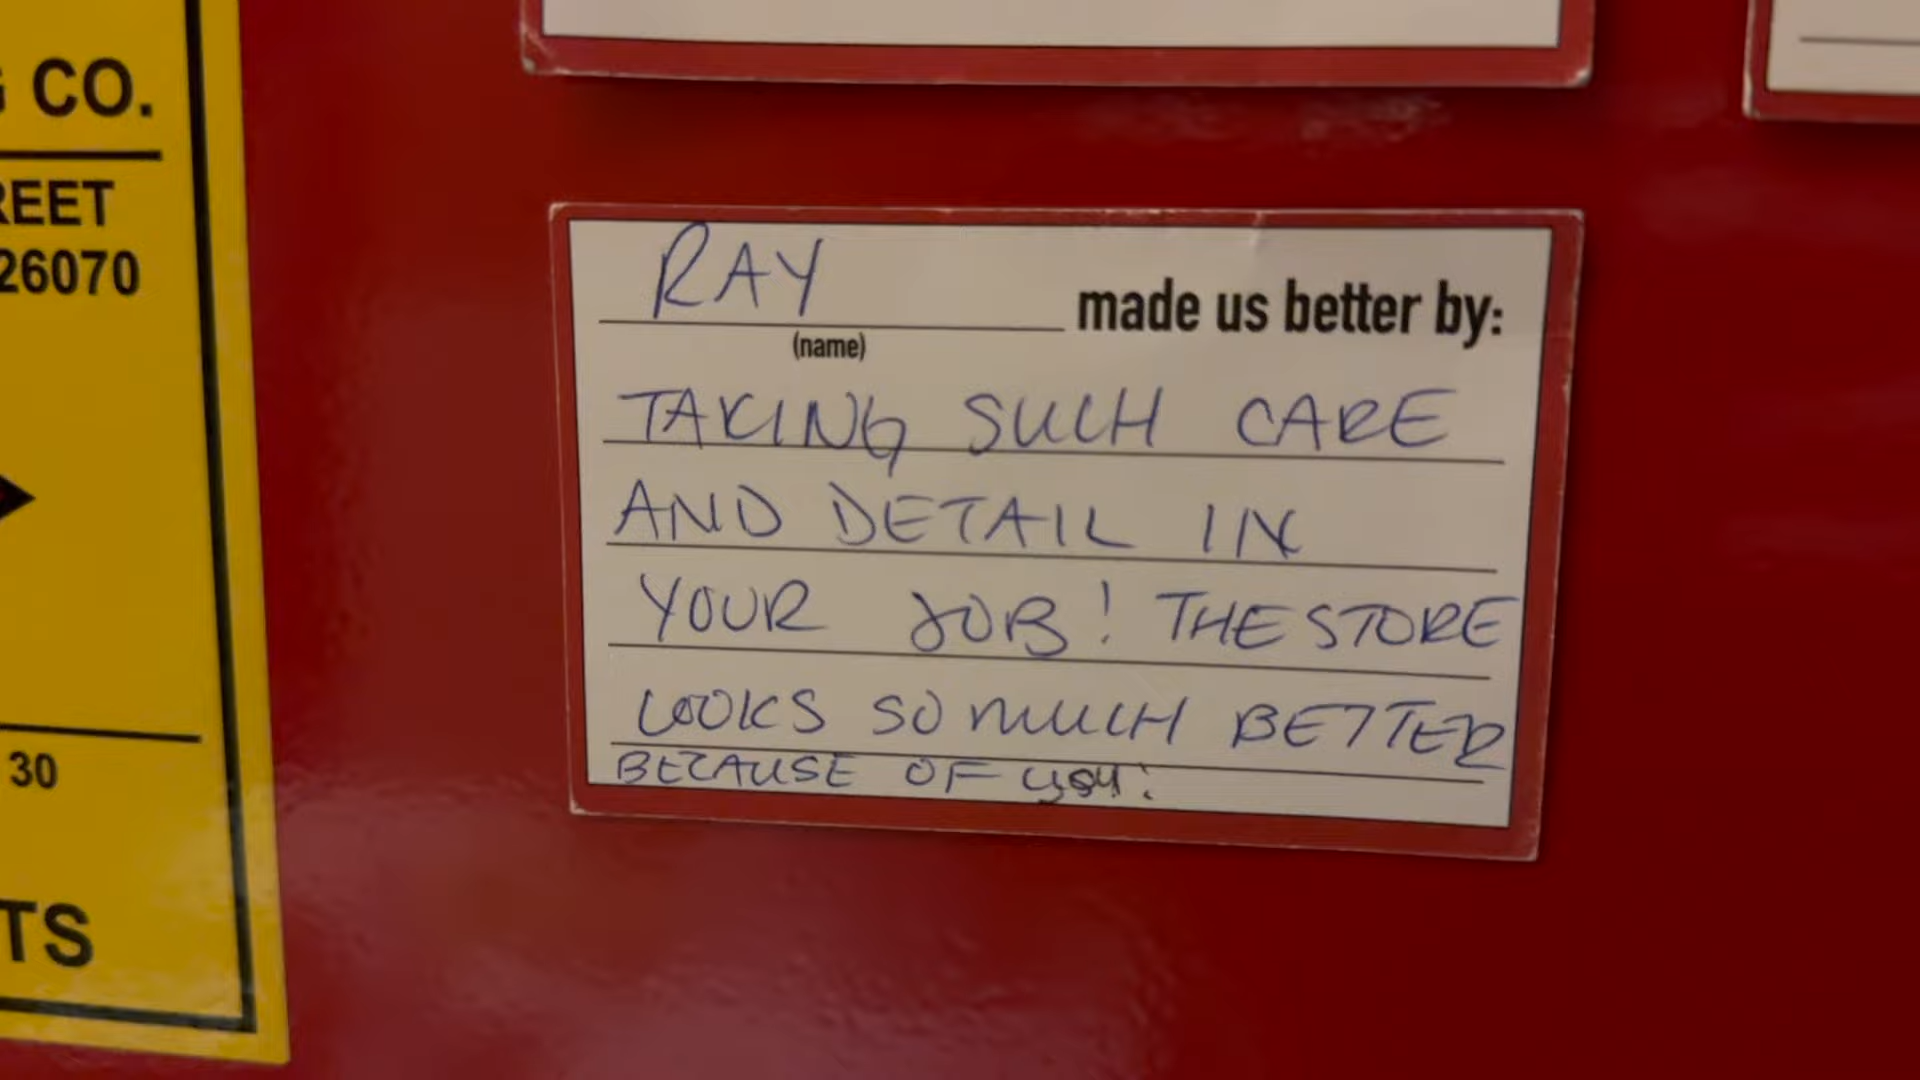 G CO.
REET
26070
30
TS
RAY made us better by:
(name)
TAKING SUCH CARE
AND DETAIL IN
YOUR JOB! THE STORE
LOOKS SO MUCH BETTER
BECAUSE OF you!